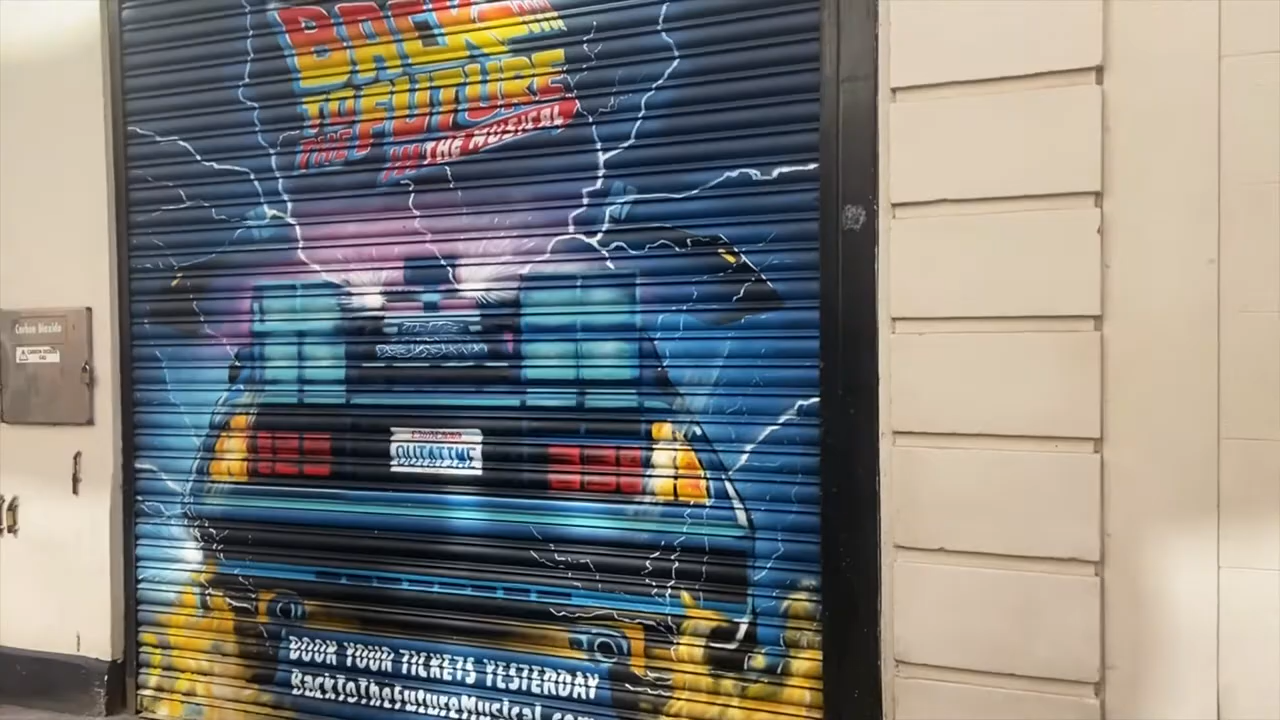 BACK
TO THE FUTURE
THE MUSICAL
Carbon Dioxide
OUTATIME
BOOK YOUR TICKETS YESTERDAY
BackToTheFutureMusical.com